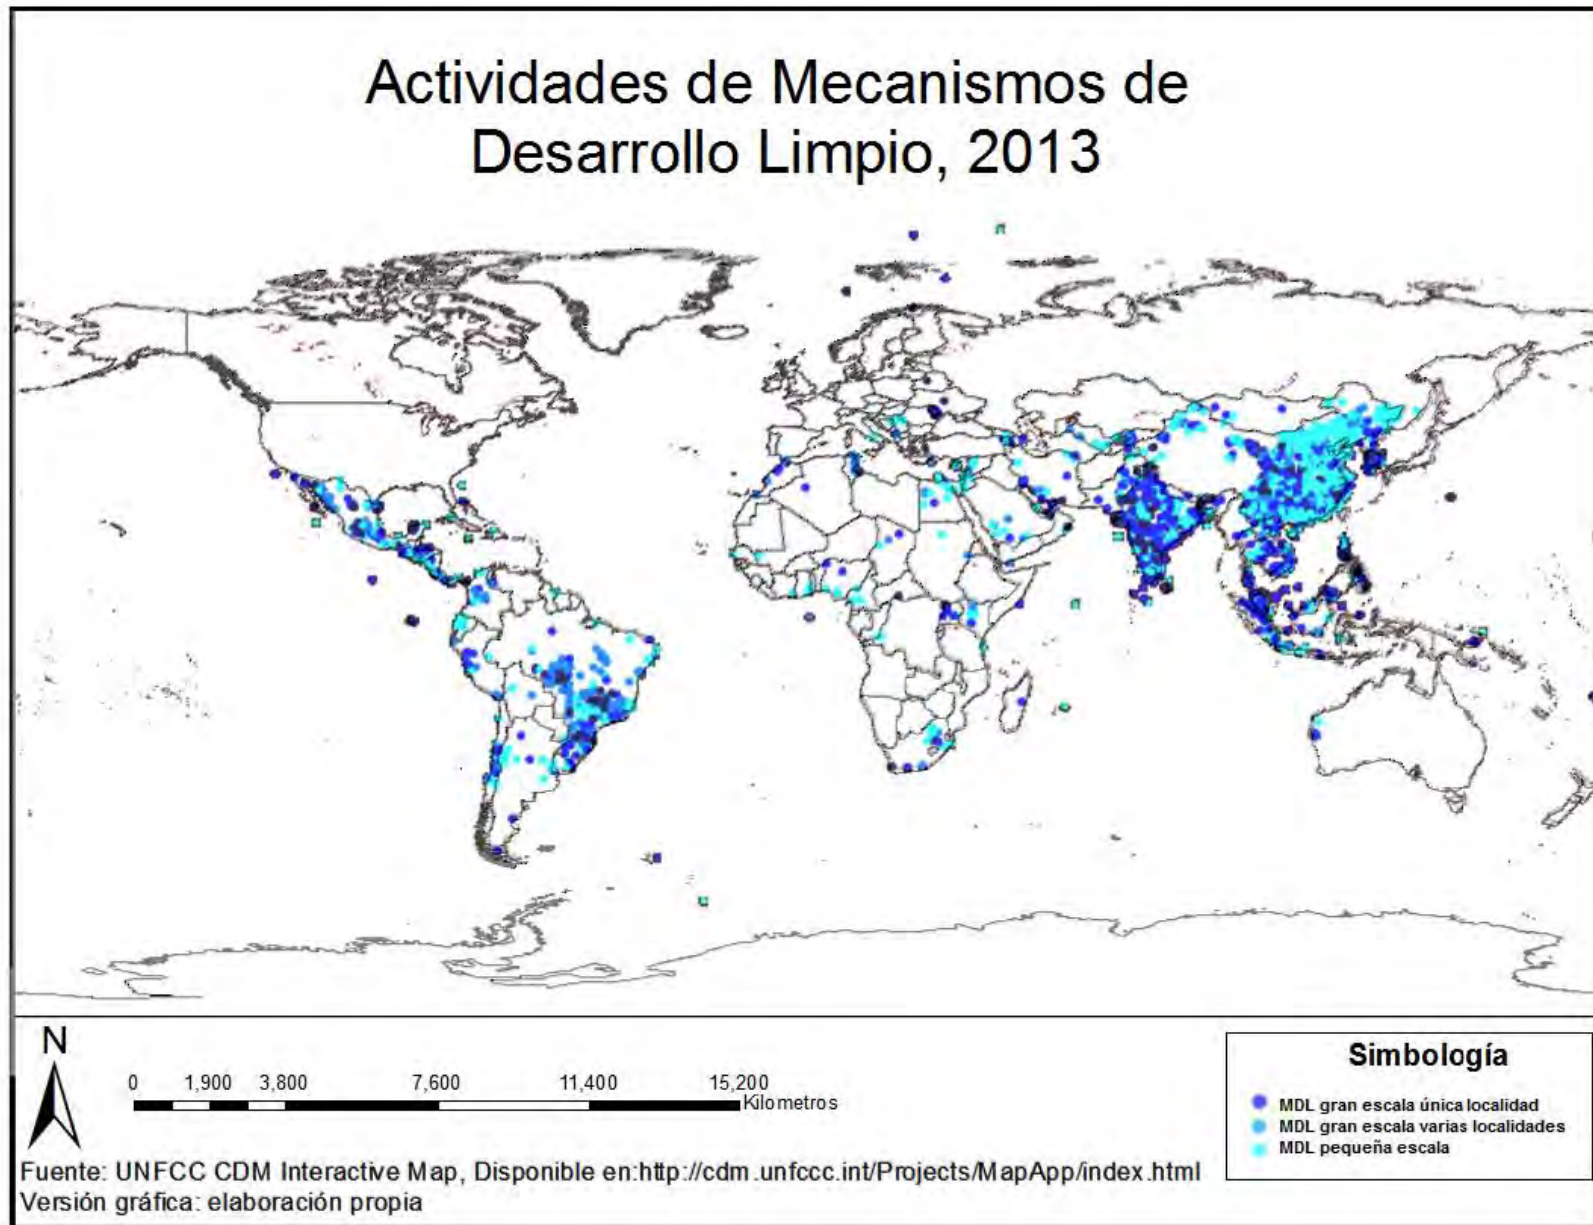 Actividades de Mecanismos de
Desarrollo Limpio, 2013
N
0 1,900 3,800 7,600 11,400 15,200
Kilometros
Simbología
MDL gran escala única localidad
MDL gran escala varias localidades
MDL pequeña escala
Fuente: UNFCC CDM Interactive Map, Disponible en:http://cdm.unfccc.int/Projects/MapApp/index.html
Versión gráfica: elaboración propia